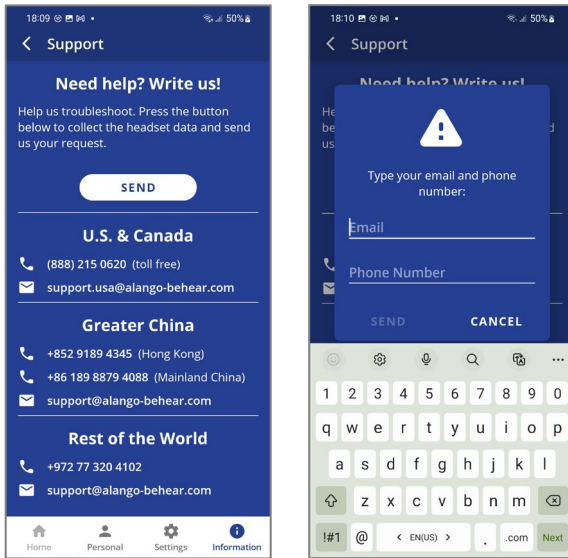 18:09
50%
Support
Need help? Write us!
Help us troubleshoot. Press the button
below to collect the headset data and send
us your request.
SEND
U.S. & Canada
(888) 215 0620 (toll free)
support.usa@alango-behear.com
Greater China
+852 9189 4345 (Hong Kong)
+86 189 8879 4088 (Mainland China)
support@alango-behear.com
Rest of the World
+972 77 320 4102
support@alango-behear.com
Home Personal Settings Information
18:10
50%
Support
Need help? Write us!
He
be
us
d
Type your email and phone
number:
Email
Phone Number
SEND CANCEL
1 2 3 4 5 6 7 8 9 0
q w e r t y u i o p
a s d f g h j k l
z x c v b n m
!#1 @ < EN(US) > . .com Next